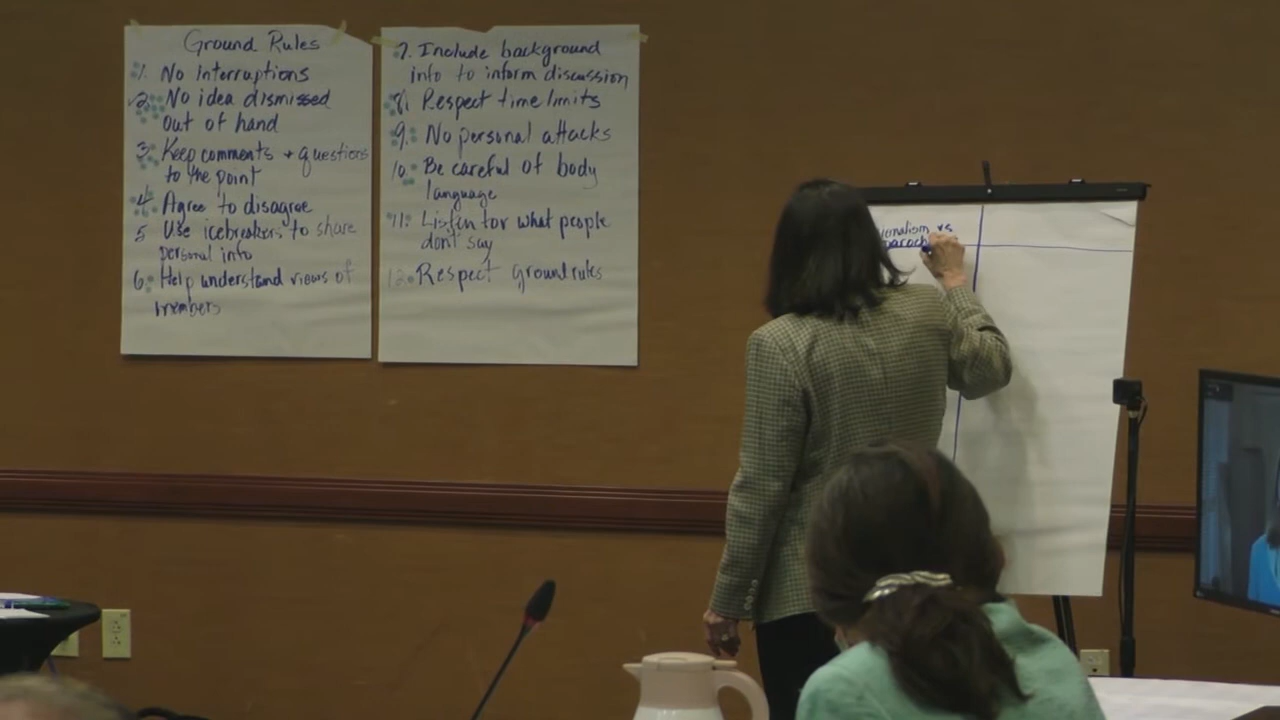 Ground Rules
1. No interruptions
2. No idea dismissed
out of hand
3. Keep comments + questions
to the point
4. Agree to disagree
5 Use icebreakers to share
personal info
6. Help understand views of
members
7. Include background
info to inform discussion
8. Respect time limits
9. No personal attacks
10. Be careful of body
language
11. Listen for what people
don't say
12. Respect ground rules
vs